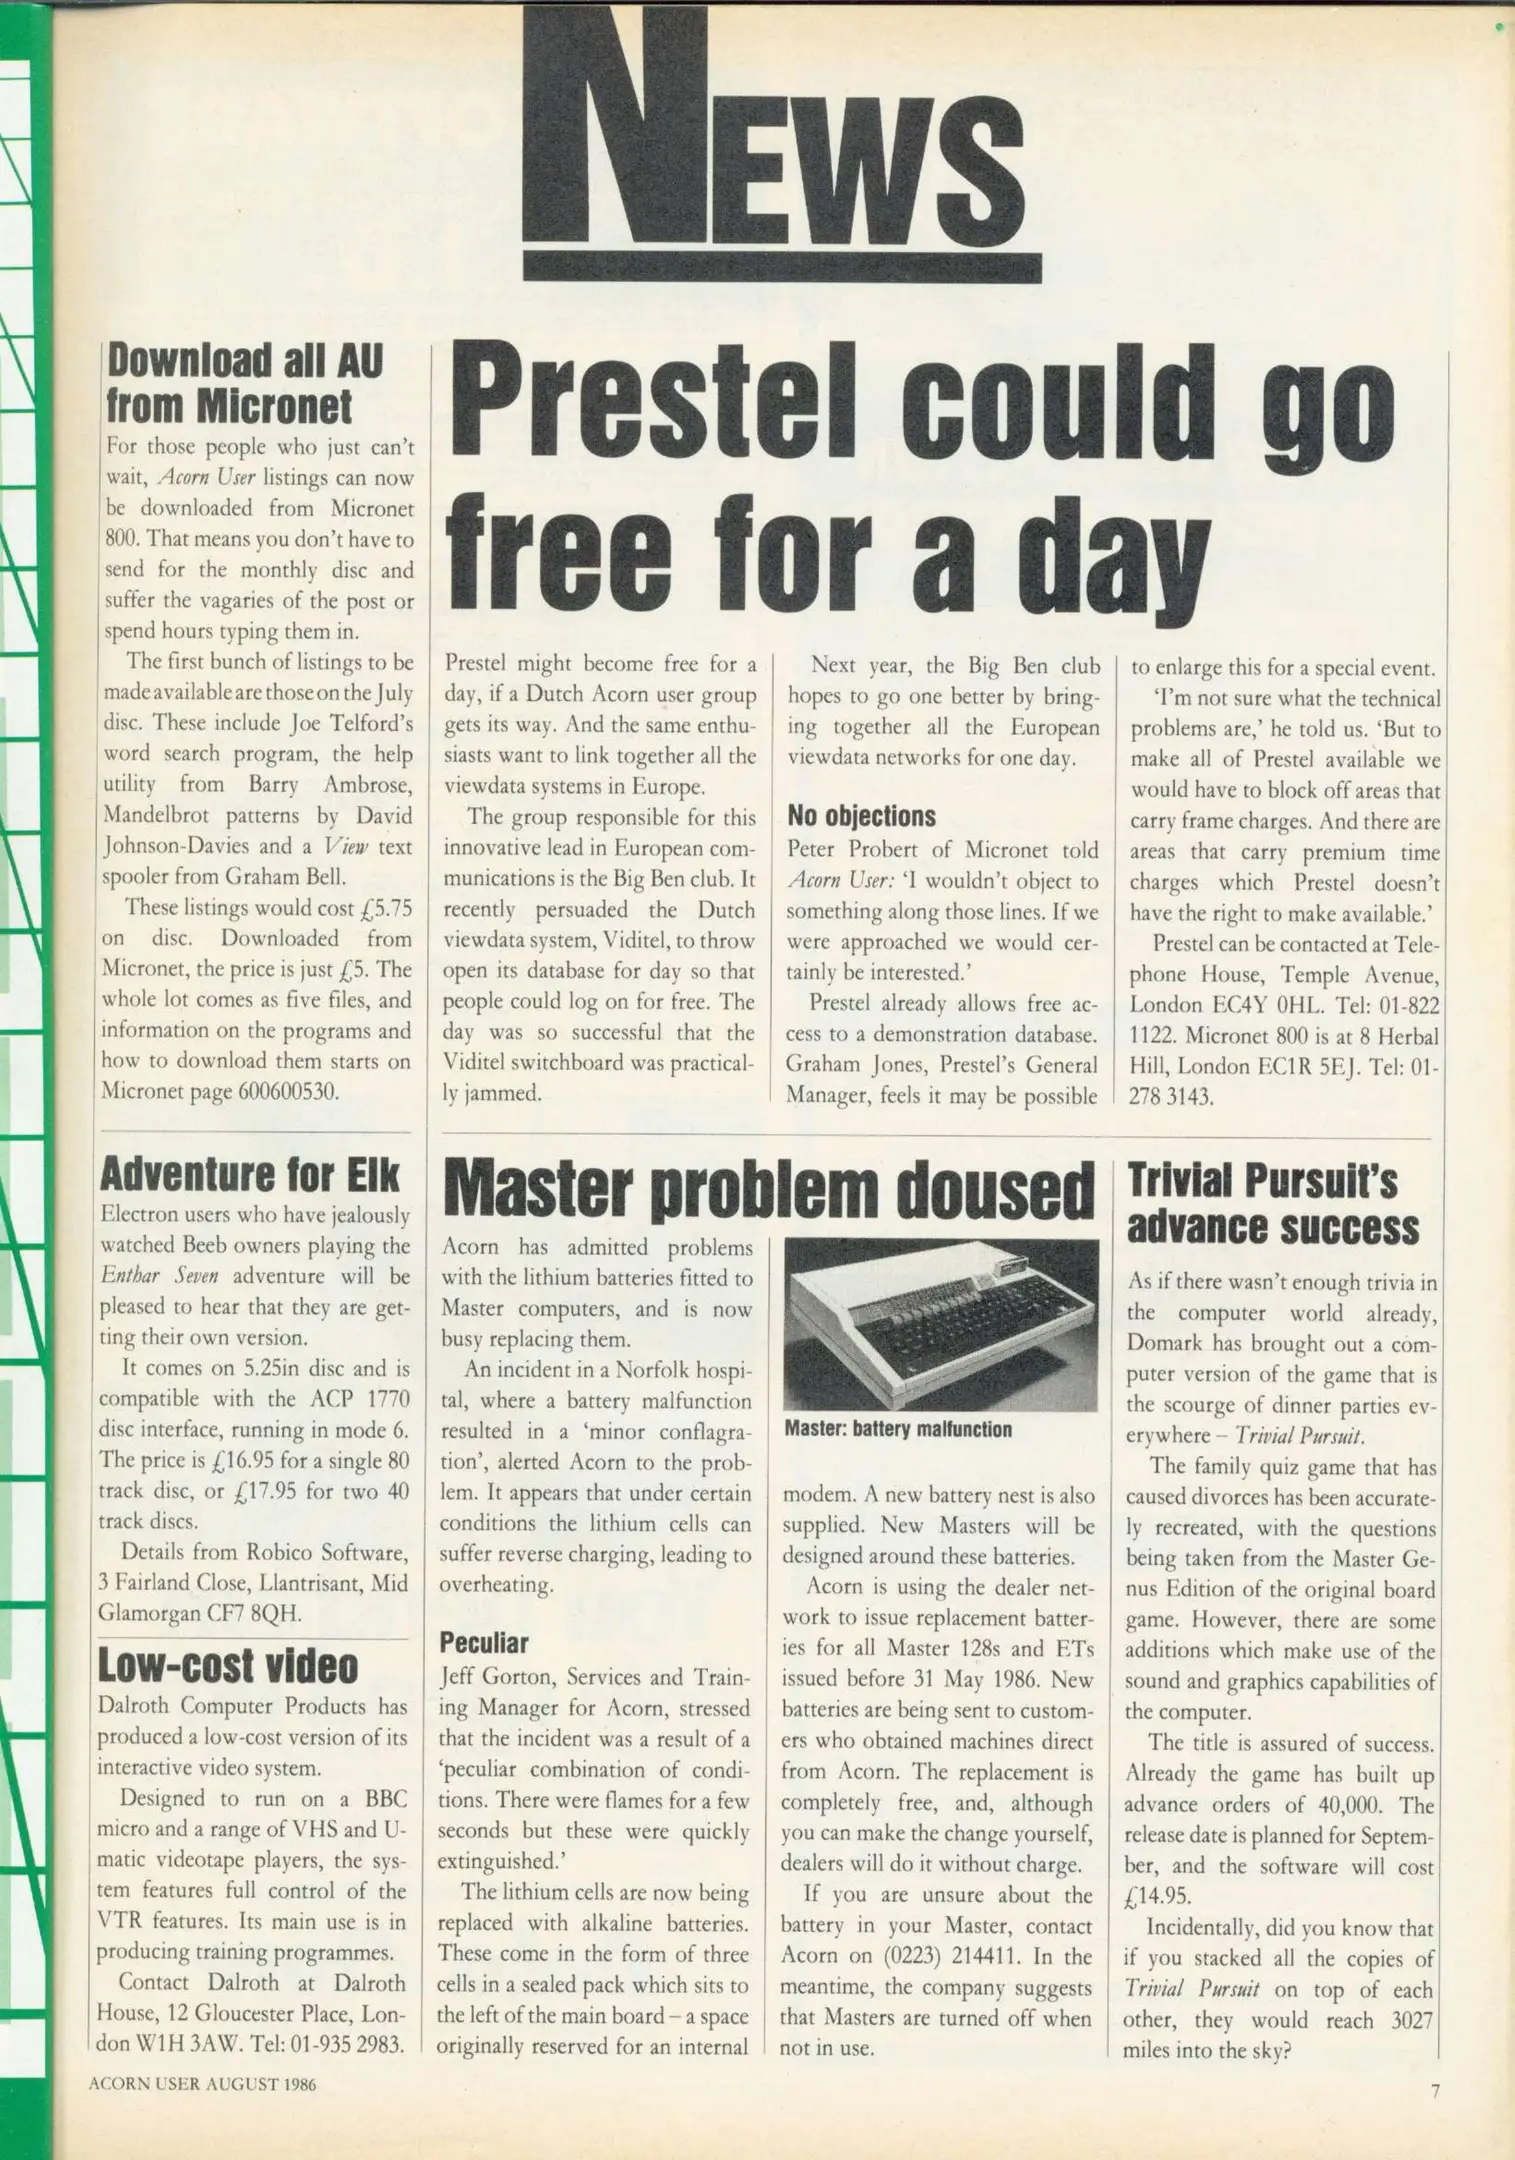 NEWS
Download all AU
from Micronet
For those people who just can't
wait, Acorn User listings can now
be downloaded from Micronet
800. That means you don't have to
send for the monthly disc and
suffer the vagaries of the post or
spend hours typing them in.
The first bunch of listings to be
made available are those on the July
disc. These include Joe Telford's
word search program, the help
utility from Barry Ambrose,
Mandelbrot patterns by David
Johnson-Davies and a View text
spooler from Graham Bell.
These listings would cost £5.75
on disc. Downloaded from
Micronet, the price is just £5. The
whole lot comes as five files, and
information on the programs and
how to download them starts on
Micronet page 600600530.
Adventure for Elk
Electron users who have jealously
watched Beeb owners playing the
Enthar Seven adventure will be
pleased to hear that they are get-
ting their own version.
It comes on 5.25in disc and is
compatible with the ACP 1770
disc interface, running in mode 6.
The price is £16.95 for a single 80
track disc, or £17.95 for two 40
track discs.
Details from Robico Software,
3 Fairland Close, Llantrisant, Mid
Glamorgan CF7 8QH.
Low-cost video
Dalroth Computer Products has
produced a low-cost version of its
interactive video system.
Designed to run on a BBC
micro and a range of VHS and U-
matic videotape players, the sys-
tem features full control of the
VTR features. Its main use is in
producing training programmes.
Contact Dalroth at Dalroth
House, 12 Gloucester Place, Lon-
don W1H 3AW. Tel: 01-935 2983.
Prestel could go
free for a day
Prestel might become free for a
day, if a Dutch Acorn user group
gets its way. And the same enthu-
siasts want to link together all the
viewdata systems in Europe.
The group responsible for this
innovative lead in European com-
munications is the Big Ben club. It
recently persuaded the Dutch
viewdata system, Viditel, to throw
open its database for day so that
people could log on for free. The
day was so successful that the
Viditel switchboard was practical-
ly jammed.
Next year, the Big Ben club
hopes to go one better by bring-
ing together all the European
viewdata networks for one day.
No objections
Peter Probert of Micronet told
Acorn User: 'I wouldn't object to
something along those lines. If we
were approached we would cer-
tainly be interested.'
Prestel already allows free ac-
cess to a demonstration database.
Graham Jones, Prestel's General
Manager, feels it may be possible
to enlarge this for a special event.
'I'm not sure what the technical
problems are,' he told us. 'But to
make all of Prestel available we
would have to block off areas that
carry frame charges. And there are
areas that carry premium time
charges which Prestel doesn't
have the right to make available.'
Prestel can be contacted at Tele-
phone House, Temple Avenue,
London EC4Y 0HL. Tel: 01-822
1122. Micronet 800 is at 8 Herbal
Hill, London EC1R 5EJ. Tel: 01-
278 3143.
Master problem doused
Acorn has admitted problems
with the lithium batteries fitted to
Master computers, and is now
busy replacing them.
An incident in a Norfolk hospi-
tal, where a battery malfunction
resulted in a 'minor conflagra-
tion', alerted Acorn to the prob-
lem. It appears that under certain
conditions the lithium cells can
suffer reverse charging, leading to
overheating.
Peculiar
Jeff Gorton, Services and Train-
ing Manager for Acorn, stressed
that the incident was a result of a
'peculiar combination of condi-
tions. There were flames for a few
seconds but these were quickly
extinguished.'
The lithium cells are now being
replaced with alkaline batteries.
These come in the form of three
cells in a sealed pack which sits to
the left of the main board – a space
originally reserved for an internal
Master: battery malfunction
modem. A new battery nest is also
supplied. New Masters will be
designed around these batteries.
Acorn is using the dealer net-
work to issue replacement batter-
ies for all Master 128s and ETs
issued before 31 May 1986. New
batteries are being sent to custom-
ers who obtained machines direct
from Acorn. The replacement is
completely free, and, although
you can make the change yourself,
dealers will do it without charge.
If you are unsure about the
battery in your Master, contact
Acorn on (0223) 214411. In the
meantime, the company suggests
that Masters are turned off when
not in use.
Trivial Pursuit's
advance success
As if there wasn't enough trivia in
the computer world already,
Domark has brought out a com-
puter version of the game that is
the scourge of dinner parties ev-
erywhere – Trivial Pursuit.
The family quiz game that has
caused divorces has been accurate-
ly recreated, with the questions
being taken from the Master Ge-
nus Edition of the original board
game. However, there are some
additions which make use of the
sound and graphics capabilities of
the computer.
The title is assured of success.
Already the game has built up
advance orders of 40,000. The
release date is planned for Septem-
ber, and the software will cost
£14.95.
Incidentally, did you know that
if you stacked all the copies of
Trivial Pursuit on top of each
other, they would reach 3027
miles into the sky?
ACORN USER AUGUST 1986
7